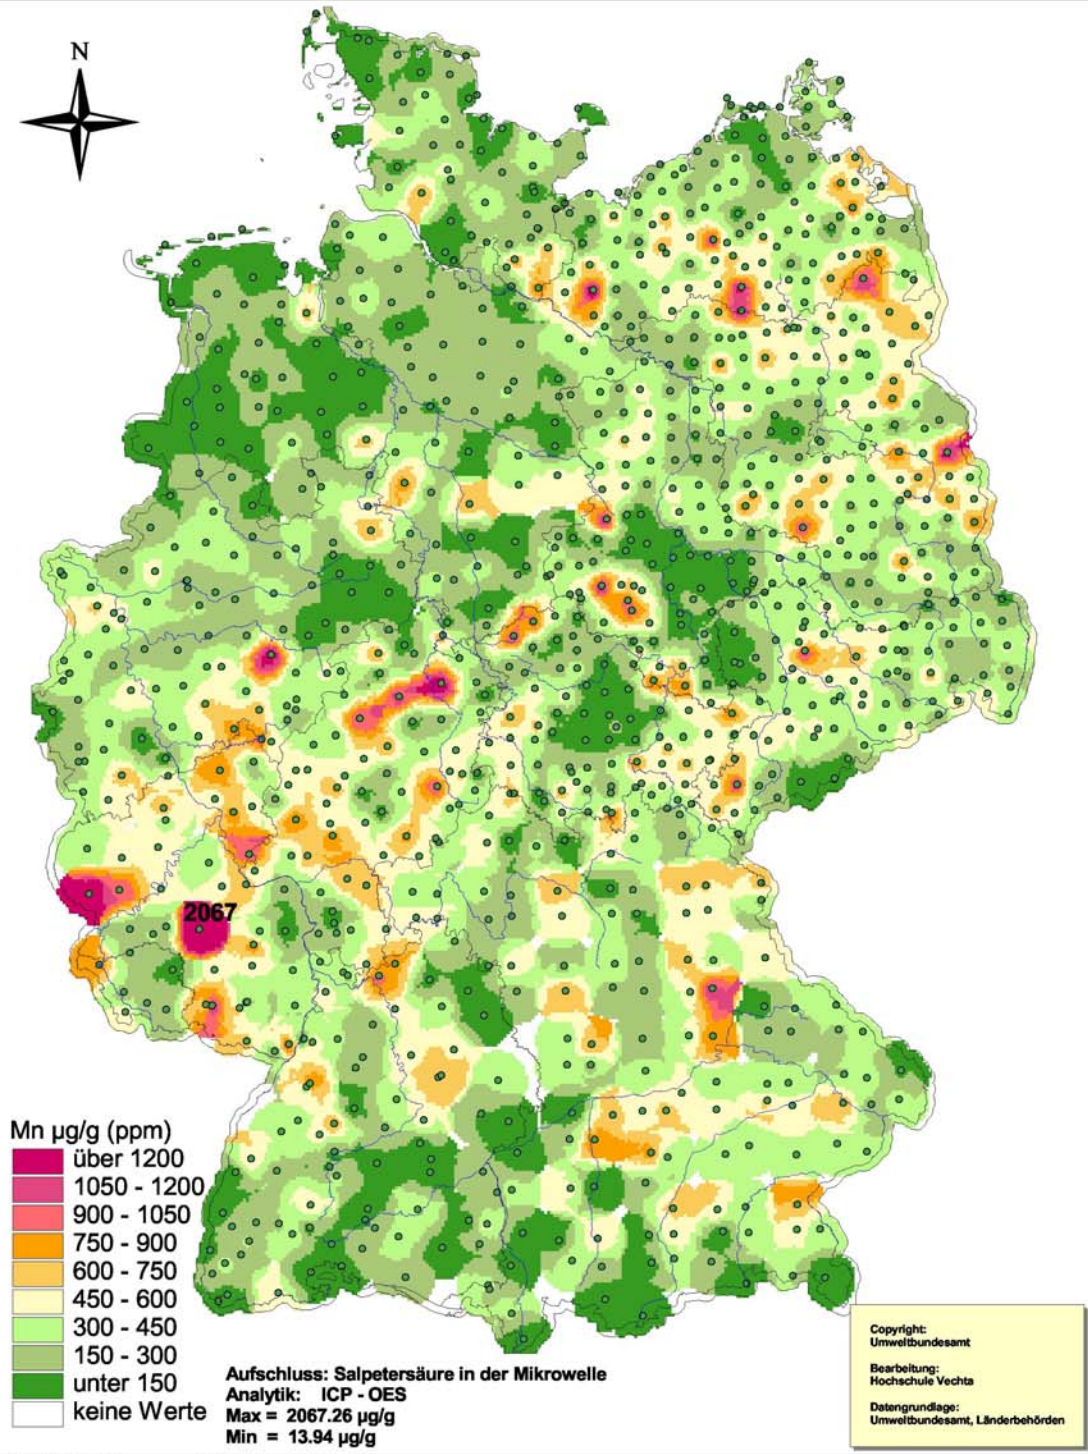 N
2067
Mn µg/g (ppm)
über 1200
1050 - 1200
900 - 1050
750 - 900
600 - 750
450 - 600
300 - 450
150 - 300
unter 150
keine Werte
Aufschluss: Salpetersäure in der Mikrowelle
Analytik: ICP - OES
Max = 2067.26 µg/g
Min = 13.94 µg/g
Copyright:
Umweltbundesamt
Bearbeitung:
Hochschule Vechta
Datengrundlage:
Umweltbundesamt, Länderbehörden